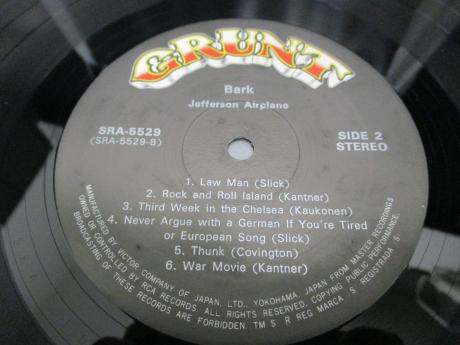 GRUNT
Bark
Jefferson Airplane
SRA-5529
(SRA-5529-B)
SIDE 2
STEREO
1. Law Man (Slick)
2. Rock and Roll Island (Kantner)
3. Third Week in the Chelsea (Kaukonen)
4. Never Argue with a German If You're Tired
or European Song (Slick)
5. Thunk (Covington)
6. War Movie (Kantner)
MANUFACTURED BY VICTOR COMPANY OF JAPAN, LTD., YOKOHAMA, JAPAN FROM MASTER RECORDINGS
OWNED OR CONTROLLED BY RCA RECORDS. ALL RIGHTS RESERVED. COPYING PUBLIC PERFORMANCE,
BROADCASTING OF THESE RECORDS ARE FORBIDDEN. TM S ® REG MARCA S REGISTRADA S